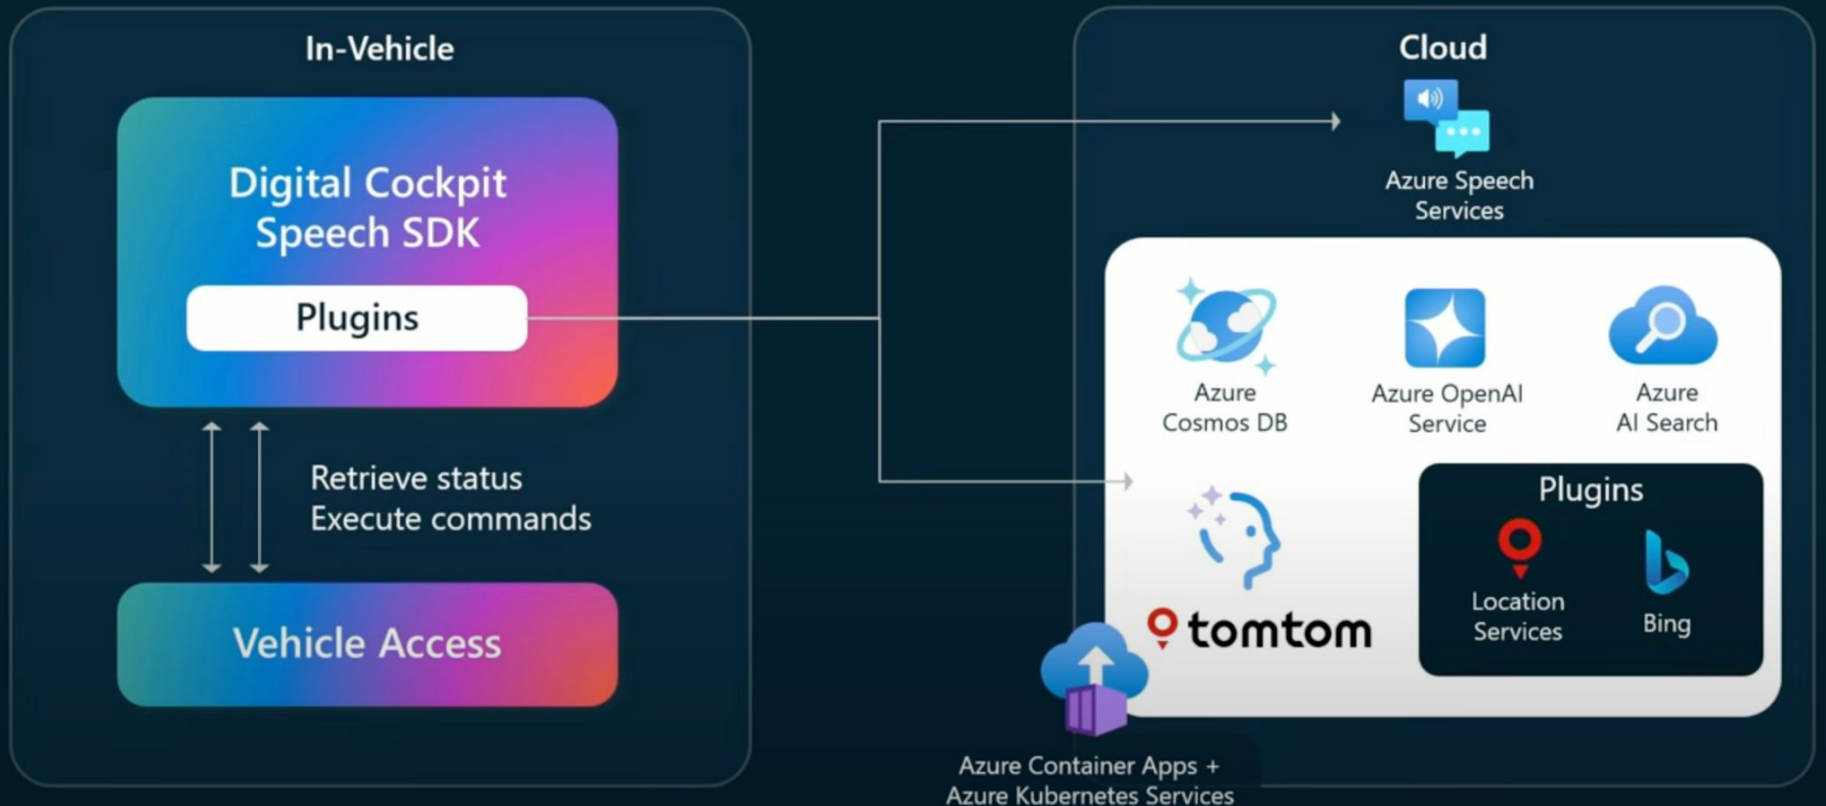 In-Vehicle
Digital Cockpit
Speech SDK
Plugins
Retrieve status
Execute commands
Vehicle Access
Cloud
Azure Speech
Services
Azure
Cosmos DB
Azure OpenAI
Service
Azure
AI Search
tomtom
Plugins
Location
Services
Bing
Azure Container Apps +
Azure Kubernetes Services